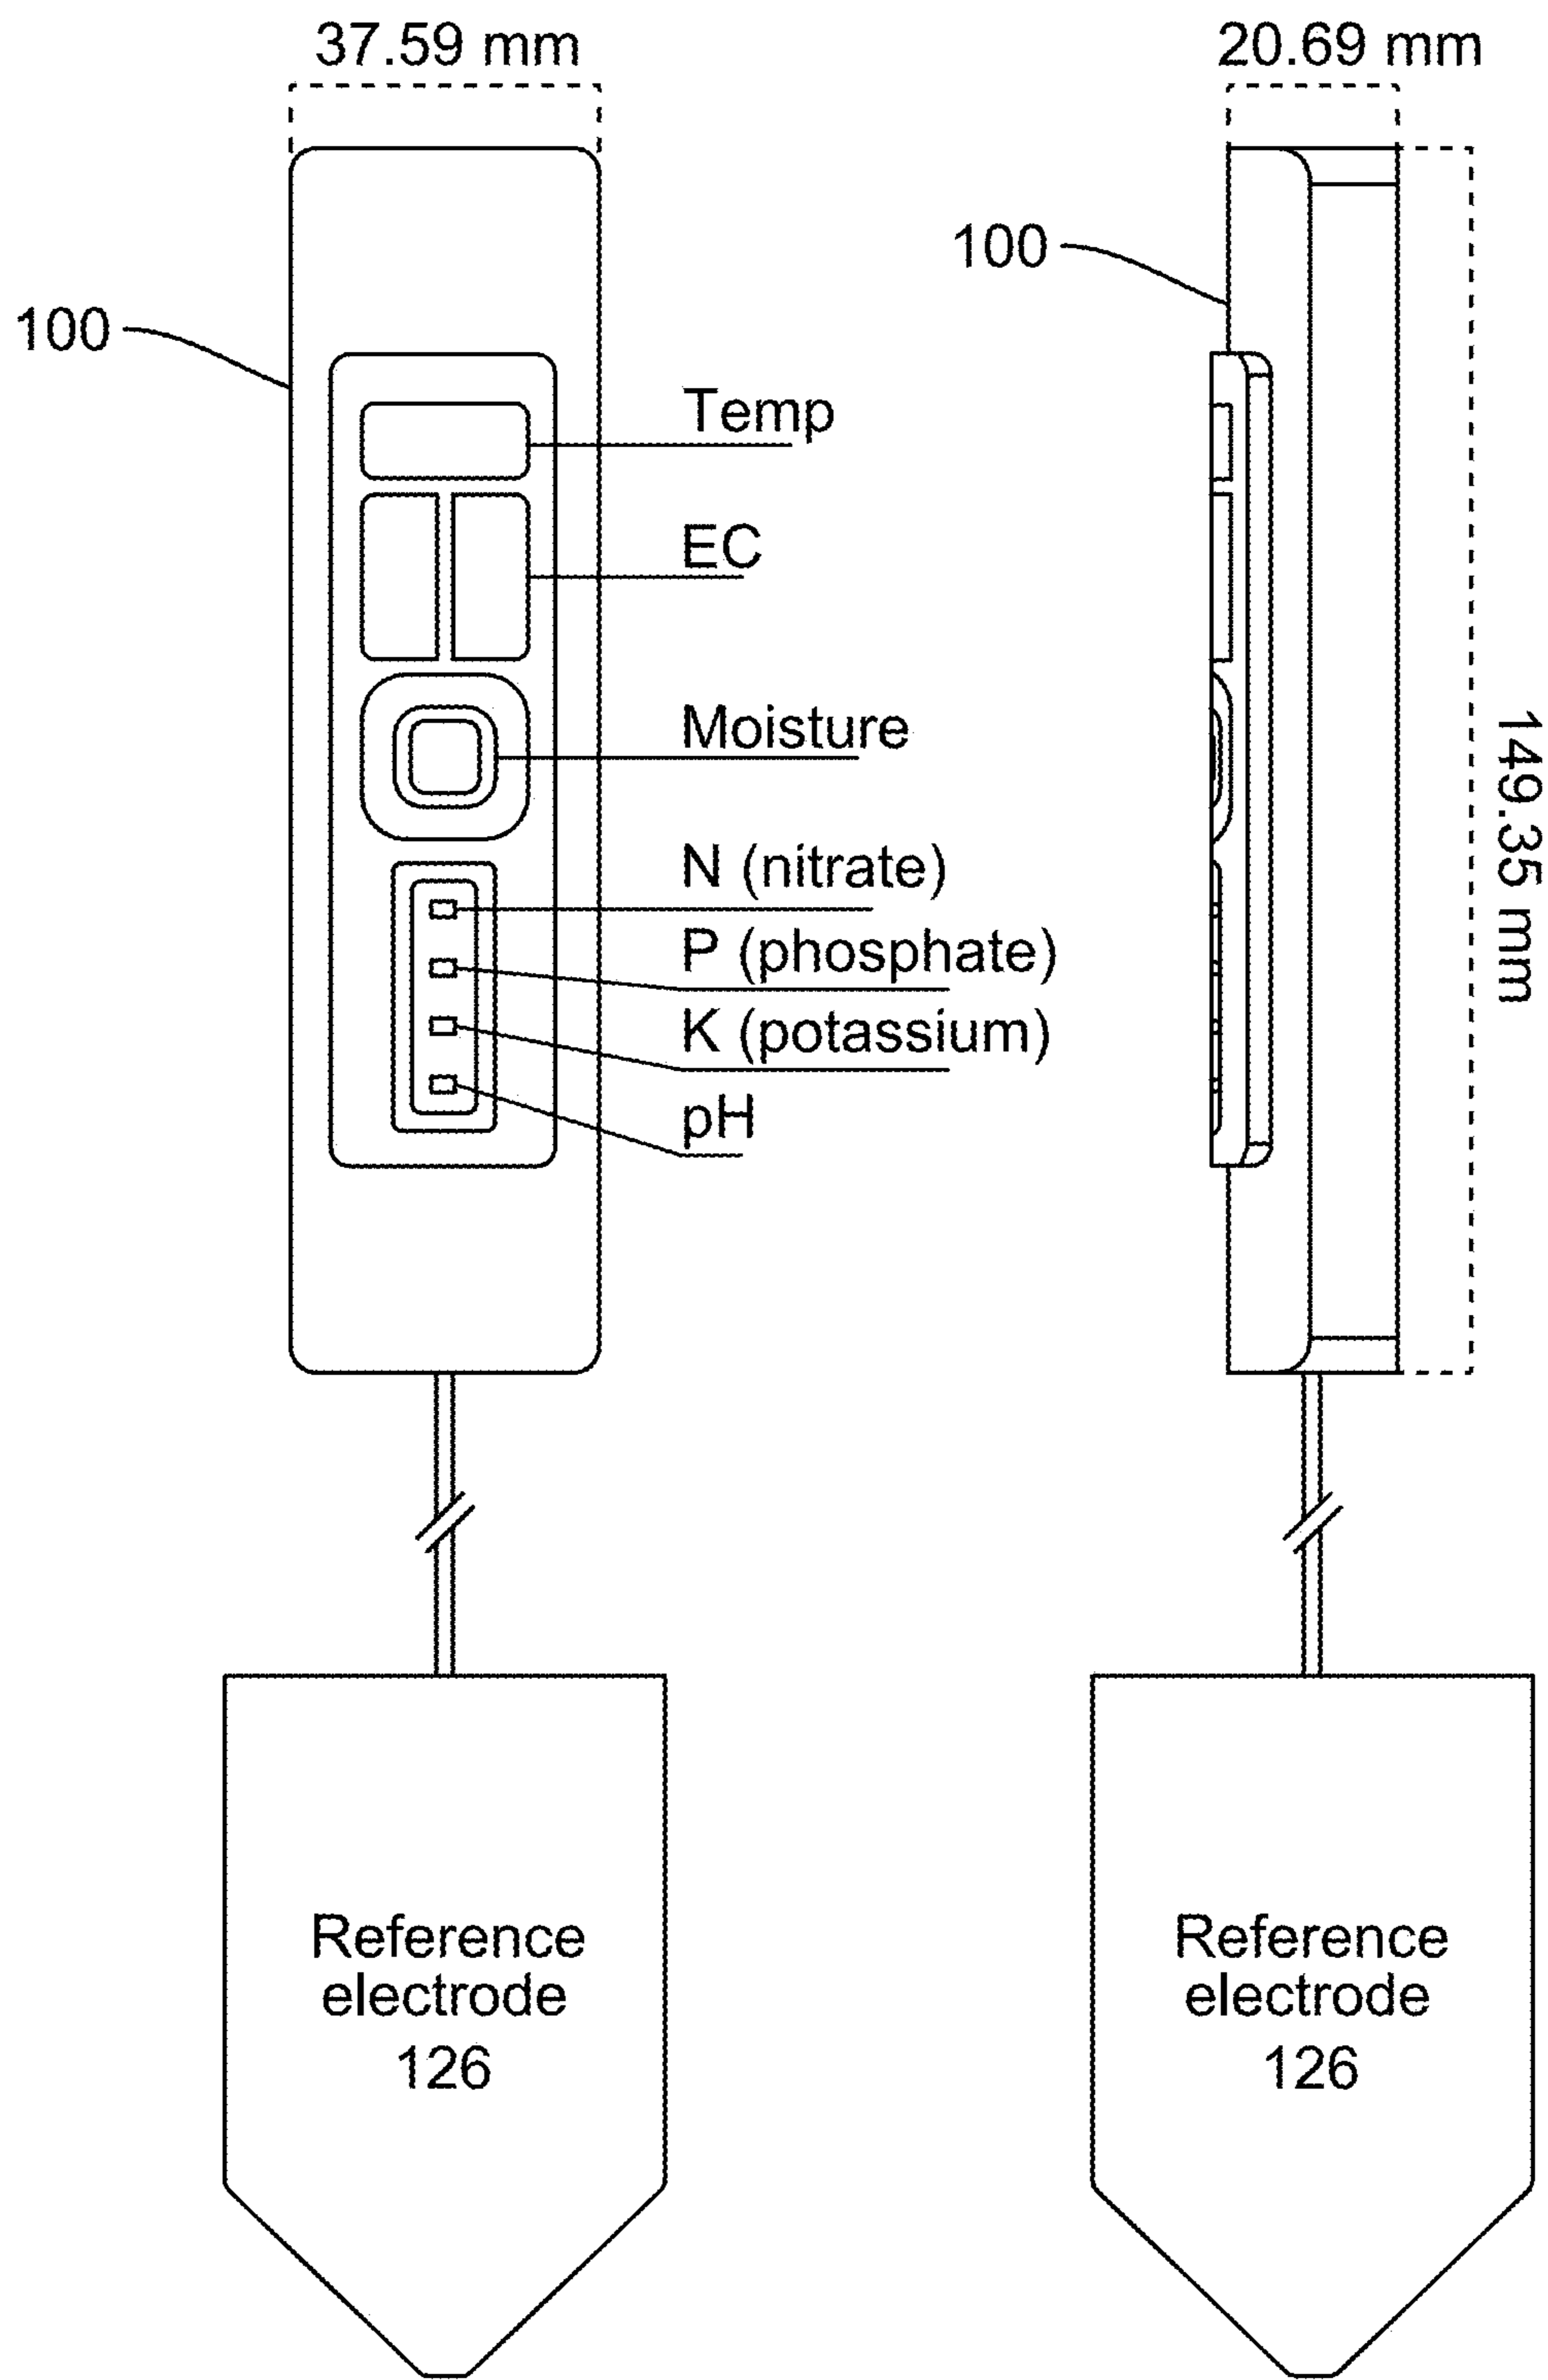 37.59 mm
20.69 mm
100
100
Temp
EC
Moisture
N (nitrate)
P (phosphate)
K (potassium)
pH
149.35 mm
Reference
electrode
126
Reference
electrode
126